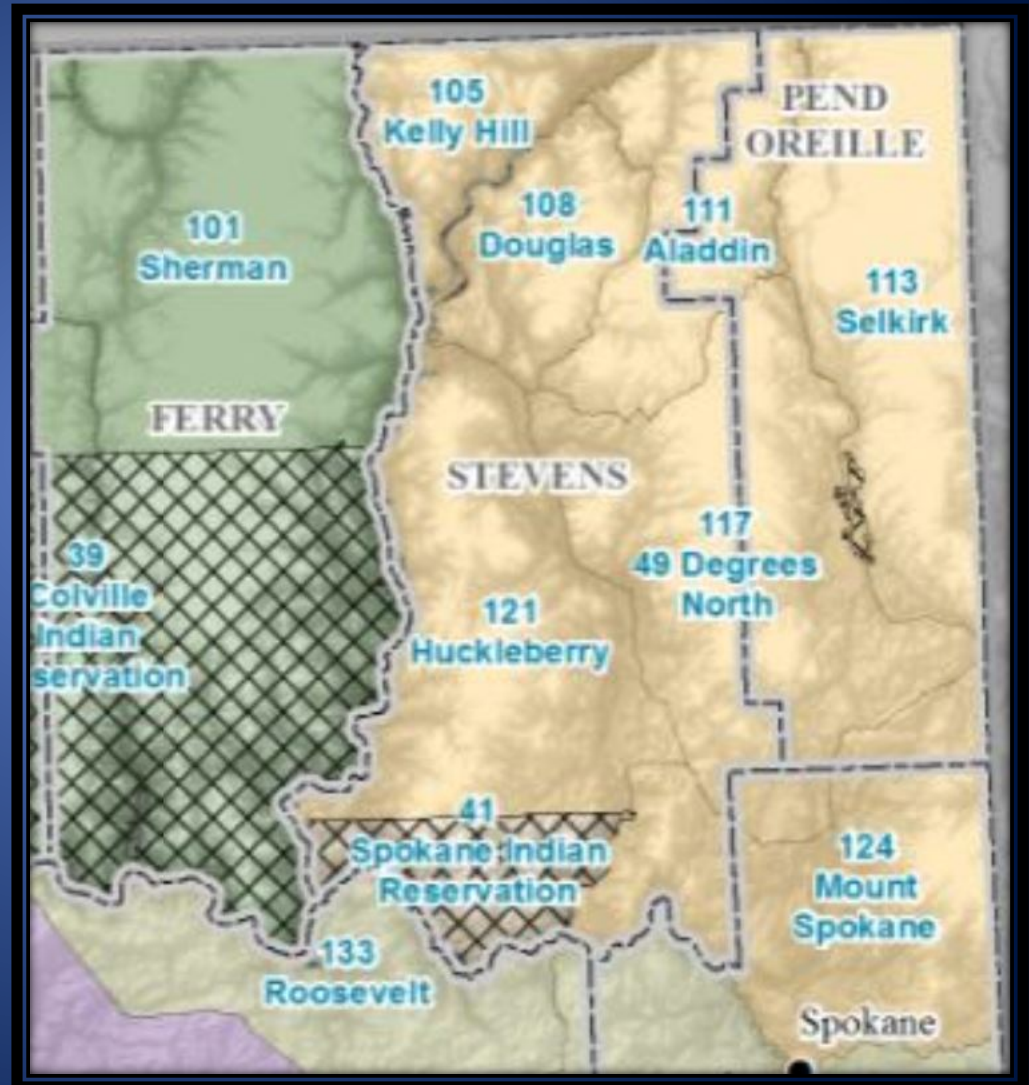 105
Kelly Hill
PEND
OREILLE
101
Sherman
108
Douglas
111
Aladdin
113
Selkirk
FERRY
STEVENS
117
49 Degrees
North
39
Colville
Indian
servation
121
Huckleberry
41
Spokane Indian
Reservation
124
Mount
Spokane
133
Roosevelt
Spokane